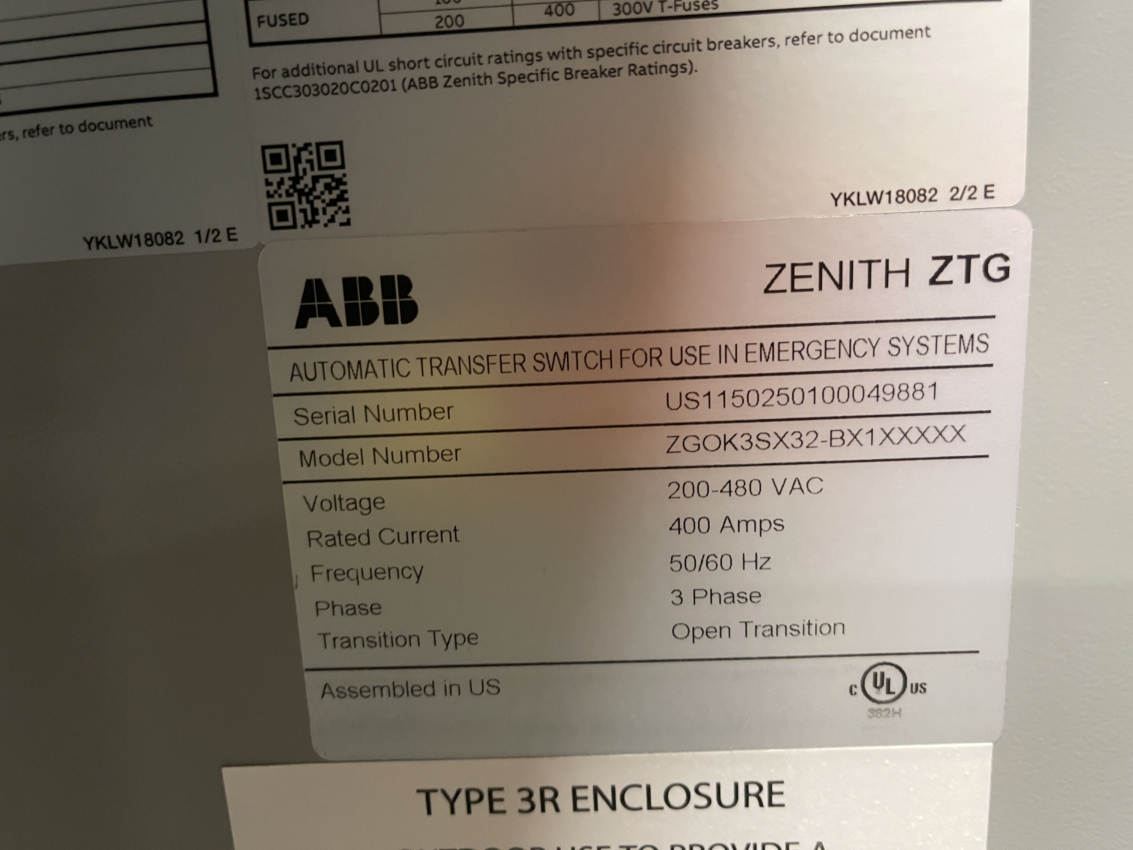 FUSED
200
400
300V T-Fuses
For additional UL short circuit ratings with specific circuit breakers, refer to document
1SCC303020C0201 (ABB Zenith Specific Breaker Ratings).
refer to document
YKLW18082 1/2 E
YKLW18082 2/2 E
ABB
ZENITH ZTG
AUTOMATIC TRANSFER SWITCH FOR USE IN EMERGENCY SYSTEMS
Serial Number US1150250100049881
Model Number ZGOK3SX32-BX1XXXXX
Voltage 200-480 VAC
Rated Current 400 Amps
Frequency 50/60 Hz
Phase 3 Phase
Transition Type Open Transition
Assembled in US
C UL US
382H
TYPE 3R ENCLOSURE
OUTDOOR USE TO PROVIDE A